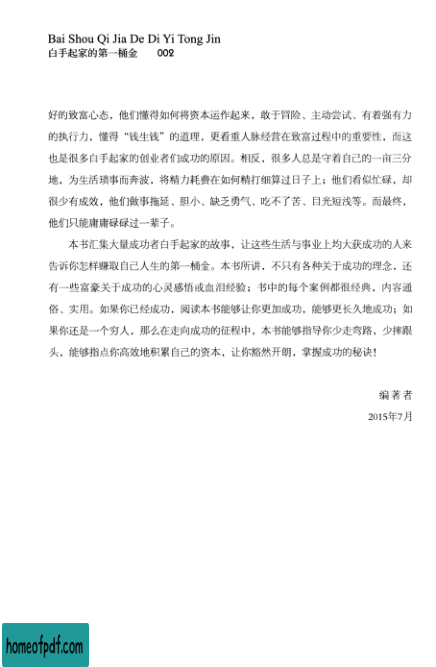 Bai Shou Qi Jia De Di Yi Tong Jin
白手起家的第一桶金 002
好的致富心态，他们懂得如何将资本运作起来，敢于冒险、主动尝试、有着强有力
的执行力，懂得“钱生钱”的道理，更看重人脉经营在致富过程中的重要性，而这
也是很多白手起家的创业者们成功的原因。相反，很多人总是守着自己的一亩三分
地，为生活琐事而奔波，将精力耗费在如何精打细算过日子上；他们看似忙碌，却
很少有成效，他们做事拖延、胆小、缺乏勇气、吃不了苦、目光短浅等。而最终，
他们只能庸庸碌碌过一辈子。
本书汇集大量成功者白手起家的故事，让这些生活与事业上均大获成功的人来
告诉你怎样赚取自己人生的第一桶金。本书所讲，不只有各种关于成功的理念，还
有一些富豪关于成功的心灵感悟或血泪经验；书中的每个案例都很经典，内容通
俗、实用。如果你已经成功，阅读本书能够让你更加成功，能够更长久地成功；如
果你还是一个穷人，那么在走向成功的征程中，本书能够指导你少走弯路，少摔跟
头，能够指点你高效地积累自己的资本，让你豁然开朗，掌握成功的秘诀！
编著者
2015年7月
homeofpdf.com